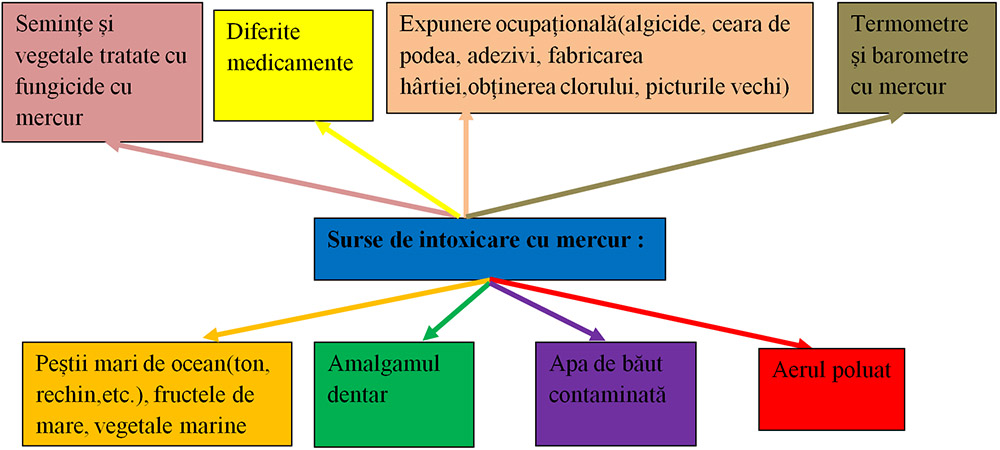 Semințe și
vegetale tratate cu
fungicide cu
mercur
Diferite
medicamente
Expunere ocupațională(algicide, ceara de
podea, adezivi, fabricarea
hârtiei,obținerea clorului, picturile vechi)
Termometre
și barometre
cu mercur
Surse de intoxicare cu mercur :
Peștii mari de ocean(ton,
rechin,etc.), fructele de
mare, vegetale marine
Amalgamul
dentar
Apa de băut
contaminată
Aerul poluat